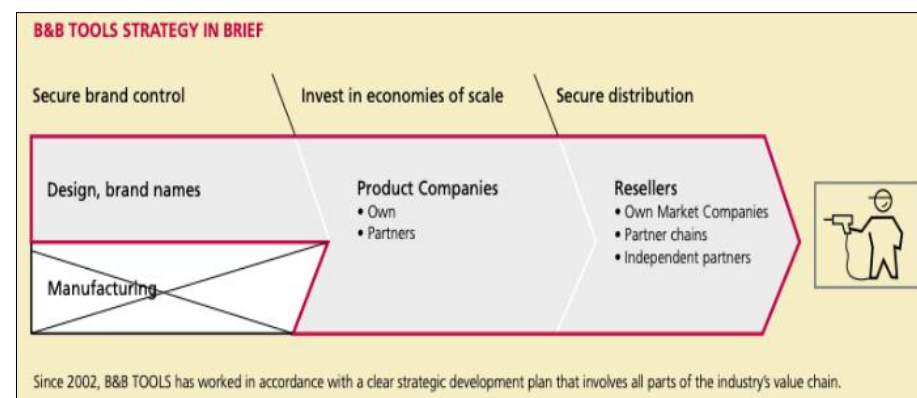 B&B TOOLS STRATEGY IN BRIEF
Secure brand control
Invest in economies of scale
Secure distribution
Design, brand names
Manufacturing
Product Companies
• Own
• Partners
Resellers
• Own Market Companies
• Partner chains
• Independent partners
Since 2002, B&B TOOLS has worked in accordance with a clear strategic development plan that involves all parts of the industry's value chain.